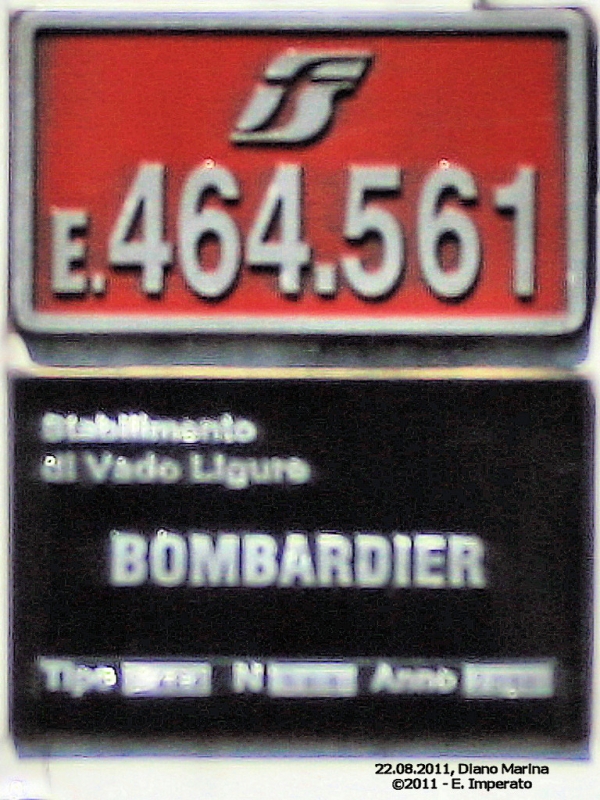 E.464.561
Stabilimento
di Vado Ligure
BOMBARDIER
Tipo N Anno
22.08.2011, Diano Marina
©2011 - E. Imperato